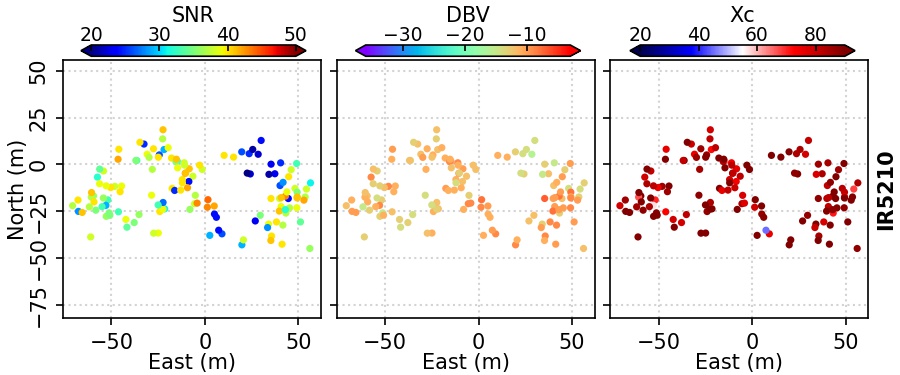 SNR DBV Xc
20 30 40 50 −30 −20 −10 20 40 60 80
North (m)
50
25
0
−25
−50
−75
−50 0 50 −50 0 50 −50 0 50
East (m) East (m) East (m)
IR5210